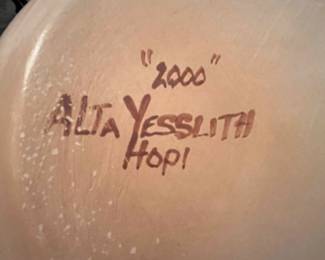 "2000"
ALTA YESSLITH
HOPI